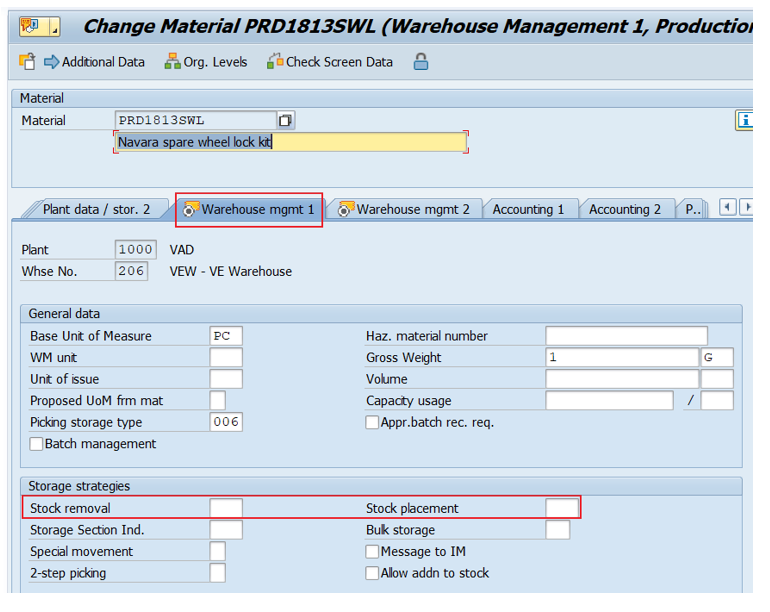 Change Material PRD1813SWL (Warehouse Management 1, Production
Additional Data Org. Levels Check Screen Data
Material
Material PRD1813SWL
Navara spare wheel lock kit
Plant data / stor. 2 Warehouse mgmt 1 Warehouse mgmt 2 Accounting 1 Accounting 2 P..
Plant 1000 VAD
Whse No. 206 VEW - VE Warehouse
General data
Base Unit of Measure PC Haz. material number
WM unit Gross Weight 1 G
Unit of issue Volume
Proposed UoM frm mat Capacity usage /
Picking storage type 006 Appr.batch rec. req.
Batch management
Storage strategies
Stock removal Stock placement
Storage Section Ind. Bulk storage
Special movement Message to IM
2-step picking Allow addn to stock